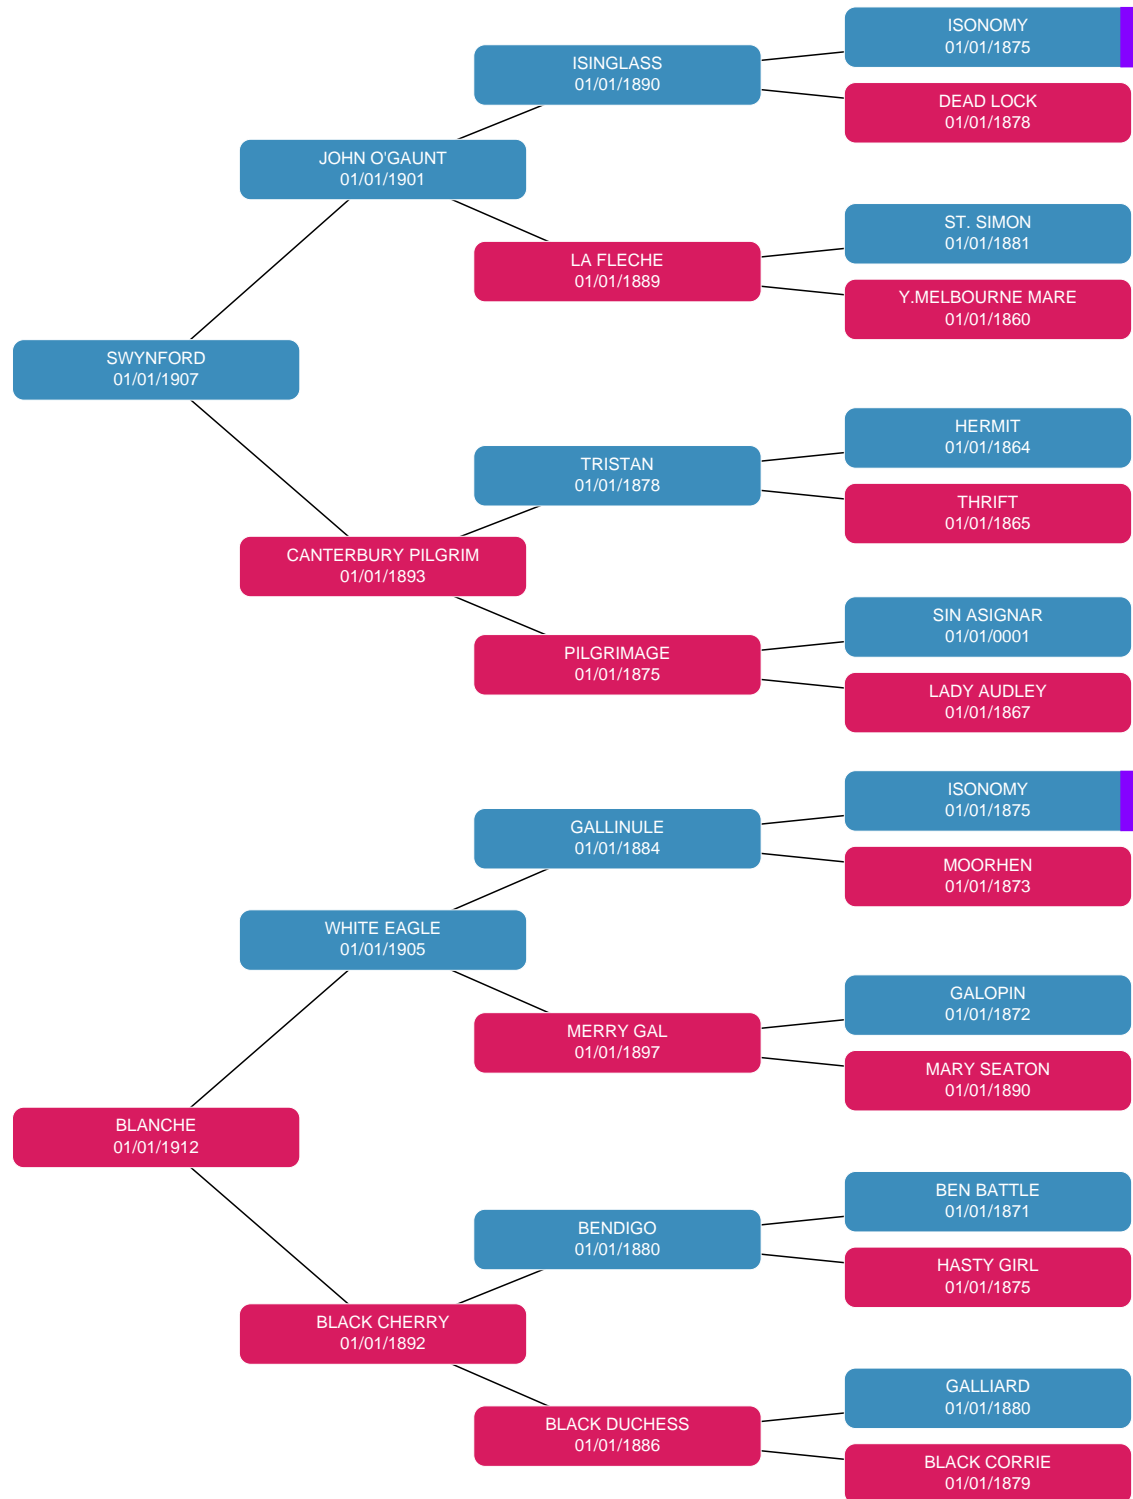 ISONOMY
01/01/1875
ISINGLASS
01/01/1890
DEAD LOCK
01/01/1878
JOHN O'GAUNT
01/01/1901
ST. SIMON
01/01/1881
LA FLECHE
01/01/1889
Y.MELBOURNE MARE
01/01/1860
SWYNFORD
01/01/1907
HERMIT
01/01/1864
TRISTAN
01/01/1878
THRIFT
01/01/1865
CANTERBURY PILGRIM
01/01/1893
SIN ASIGNAR
01/01/0001
PILGRIMAGE
01/01/1875
LADY AUDLEY
01/01/1867
ISONOMY
01/01/1875
GALLINULE
01/01/1884
MOORHEN
01/01/1873
WHITE EAGLE
01/01/1905
GALOPIN
01/01/1872
MERRY GAL
01/01/1897
MARY SEATON
01/01/1890
BLANCHE
01/01/1912
BEN BATTLE
01/01/1871
BENDIGO
01/01/1880
HASTY GIRL
01/01/1875
BLACK CHERRY
01/01/1892
GALLIARD
01/01/1880
BLACK DUCHESS
01/01/1886
BLACK CORRIE
01/01/1879